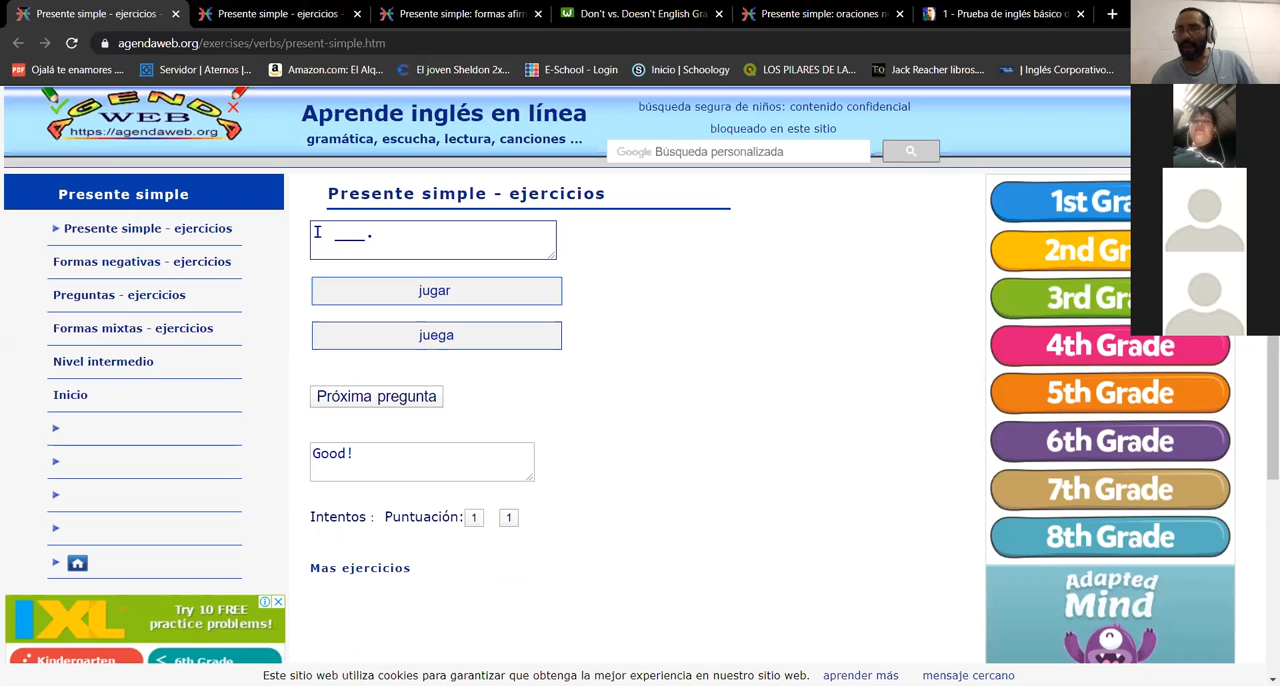 Presente simple - ejercicios -
Presente simple - ejercicios -
Presente simple: formas afirm
Don't vs. Doesn't English Gra
Presente simple: oraciones n
1 - Prueba de inglés básico d
agendaweb.org/exercises/verbs/present-simple.htm
PDF
Ojalá te enamores ....
Servidor | Aternos |...
Amazon.com: El Alq...
El joven Sheldon 2x...
E-School - Login
Inicio | Schoology
LOS PILARES DE LA...
Jack Reacher libros....
| Inglés Corporativo...
AGENDA
WEB
https://agendaweb.org
Aprende inglés en línea
gramática, escucha, lectura, canciones ...
búsqueda segura de niños: contenido confidencial
bloqueado en este sitio
Google Búsqueda personalizada
Presente simple
Presente simple - ejercicios
Formas negativas - ejercicios
Preguntas - ejercicios
Formas mixtas - ejercicios
Nivel intermedio
Inicio
Presente simple - ejercicios
I ___.
jugar
juega
Próxima pregunta
Good!
Intentos : Puntuación: 1 1
Mas ejercicios
1st Gra
2nd Gr
3rd Gra
4th Grade
5th Grade
6th Grade
7th Grade
8th Grade
Adapted
Mind
IXL
Try 10 FREE
practice problems!
Kindergarten
6th Grade
Este sitio web utiliza cookies para garantizar que obtenga la mejor experiencia en nuestro sitio web. aprender más mensaje cercano